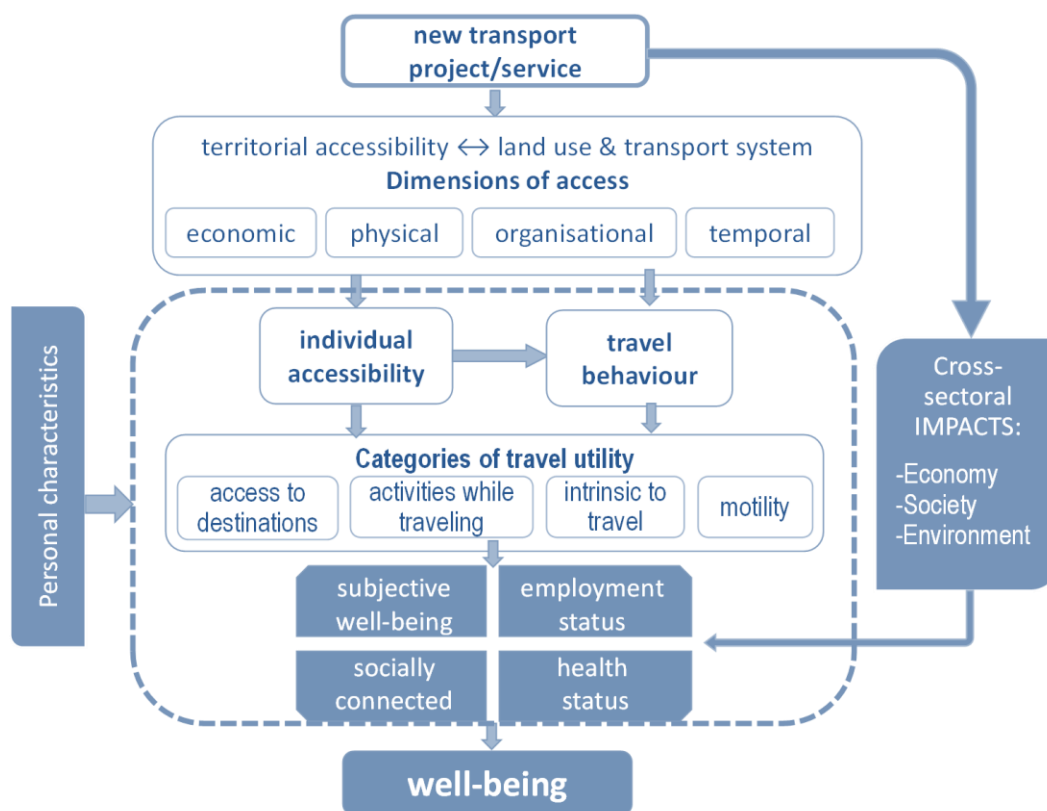 new transport
project/service
territorial accessibility ↔ land use & transport system
Dimensions of access
economic
physical
organisational
temporal
individual
accessibility
travel
behaviour
Categories of travel utility
access to
destinations
activities while
traveling
intrinsic to
travel
motility
subjective
well-being
employment
status
socially
connected
health
status
well-being
Personal characteristics
Cross-
sectoral
IMPACTS:
-Economy
-Society
-Environment